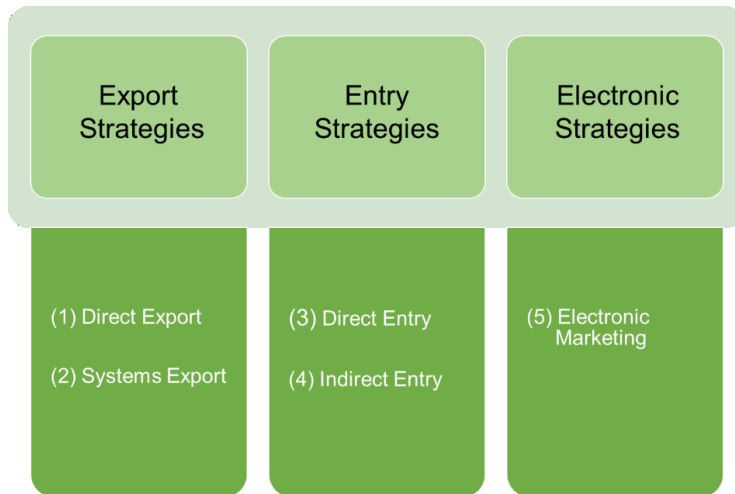 Export
Strategies
Entry
Strategies
Electronic
Strategies
(1) Direct Export
(2) Systems Export
(3) Direct Entry
(4) Indirect Entry
(5) Electronic
Marketing